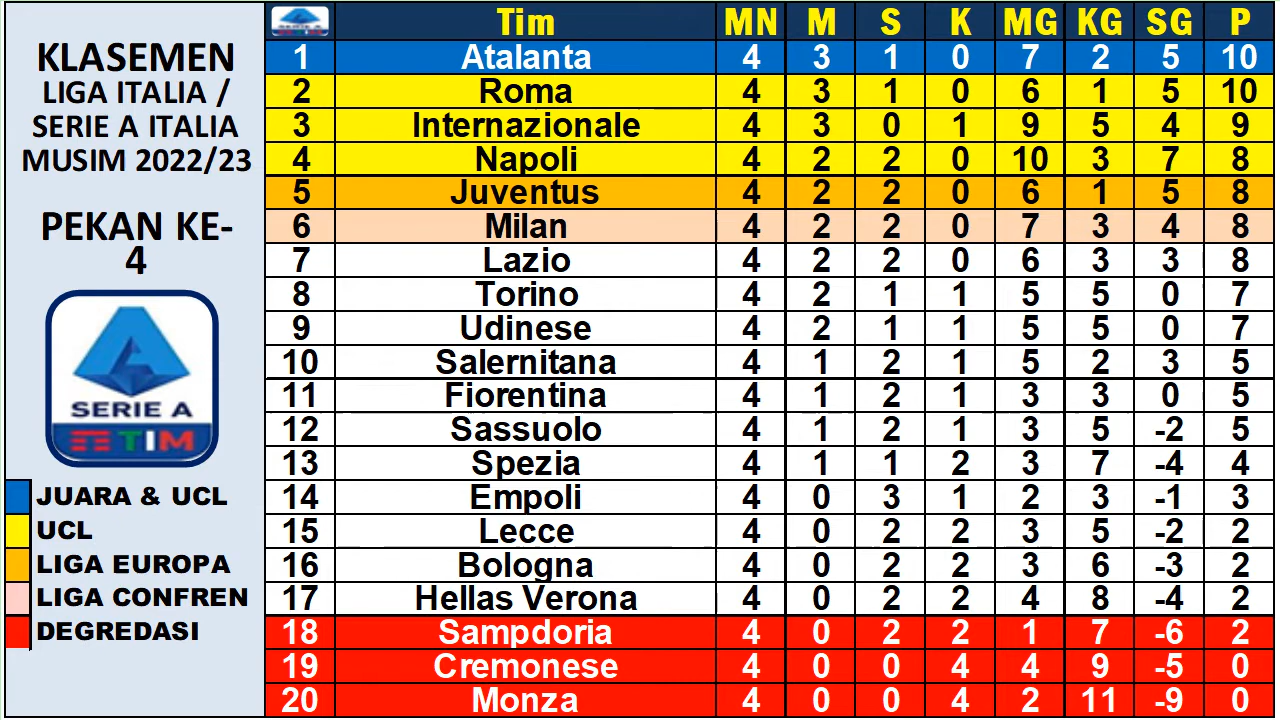 KLASEMEN
LIGA ITALIA /
SERIE A ITALIA
MUSIM 2022/23
PEKAN KE-
4
SERIE A
TIM
JUARA & UCL
UCL
LIGA EUROPA
LIGA CONFREN
DEGREDASI
SERIE A TIM Tim MN M S K MG KG SG P
1 Atalanta 4 3 1 0 7 2 5 10
2 Roma 4 3 1 0 6 1 5 10
3 Internazionale 4 3 0 1 9 5 4 9
4 Napoli 4 2 2 0 10 3 7 8
5 Juventus 4 2 2 0 6 1 5 8
6 Milan 4 2 2 0 7 3 4 8
7 Lazio 4 2 2 0 6 3 3 8
8 Torino 4 2 1 1 5 5 0 7
9 Udinese 4 2 1 1 5 5 0 7
10 Salernitana 4 1 2 1 5 2 3 5
11 Fiorentina 4 1 2 1 3 3 0 5
12 Sassuolo 4 1 2 1 3 5 -2 5
13 Spezia 4 1 1 2 3 7 -4 4
14 Empoli 4 0 3 1 2 3 -1 3
15 Lecce 4 0 2 2 3 5 -2 2
16 Bologna 4 0 2 2 3 6 -3 2
17 Hellas Verona 4 0 2 2 4 8 -4 2
18 Sampdoria 4 0 2 2 1 7 -6 2
19 Cremonese 4 0 0 4 4 9 -5 0
20 Monza 4 0 0 4 2 11 -9 0